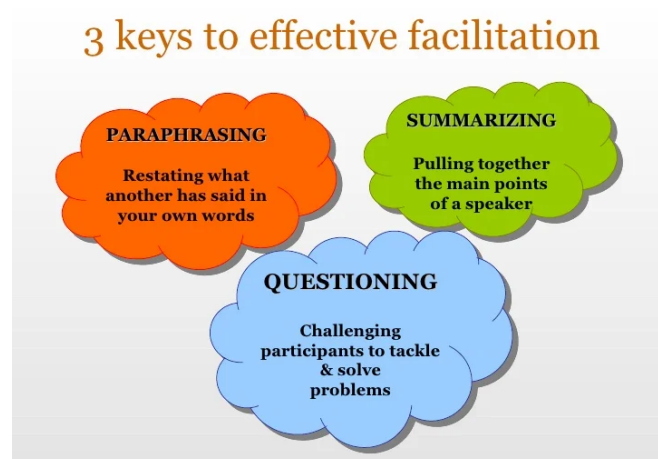 3 keys to effective facilitation
PARAPHRASING
Restating what
another has said in
your own words
SUMMARIZING
Pulling together
the main points
of a speaker
QUESTIONING
Challenging
participants to tackle
& solve
problems